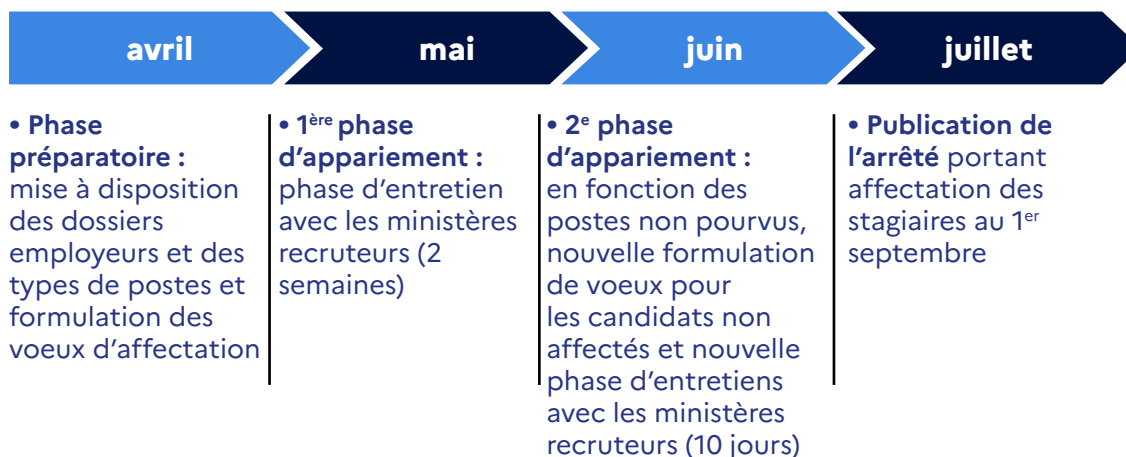 avril
mai
juin
juillet
• Phase
préparatoire :
mise à disposition
des dossiers
employeurs et des
types de postes et
formulation des
voeux d'affectation
• 1ère phase
d'appariement :
phase d'entretien
avec les ministères
recruteurs (2
semaines)
• 2e phase
d'appariement :
en fonction des
postes non pourvus,
nouvelle formulation
de voeux pour
les candidats non
affectés et nouvelle
phase d'entretiens
avec les ministères
recruteurs (10 jours)
• Publication de
l'arrêté portant
affectation des
stagiaires au 1er
septembre